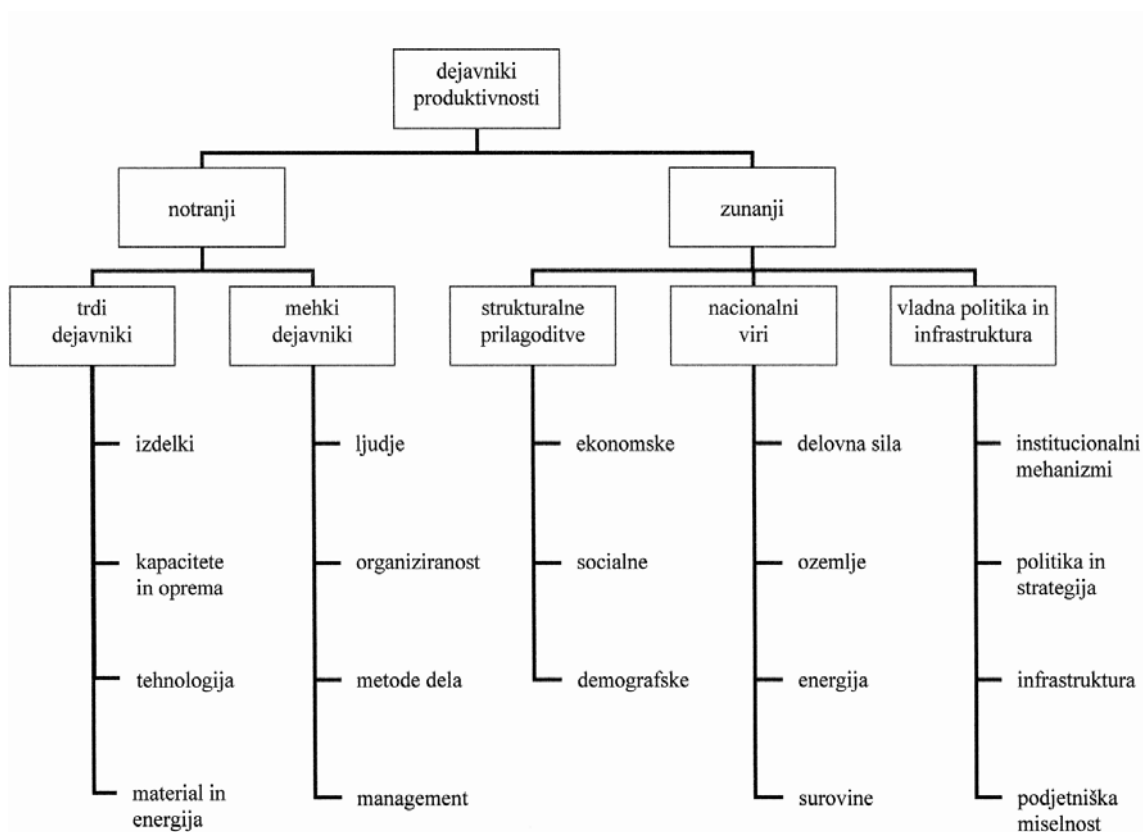 dejavniki
produktivnosti
notranji
zunanji
trdi
dejavniki
mehki
dejavniki
strukturalne
prilagoditve
nacionalni
viri
vladna politika in
infrastruktura
izdelki
kapacitete
in oprema
tehnologija
material in
energija
ljudje
organiziranost
metode dela
management
ekonomske
socialne
demografske
delovna sila
ozemlje
energija
surovine
institucionalni
mehanizmi
politika in
strategija
infrastruktura
podjetniška
miselnost